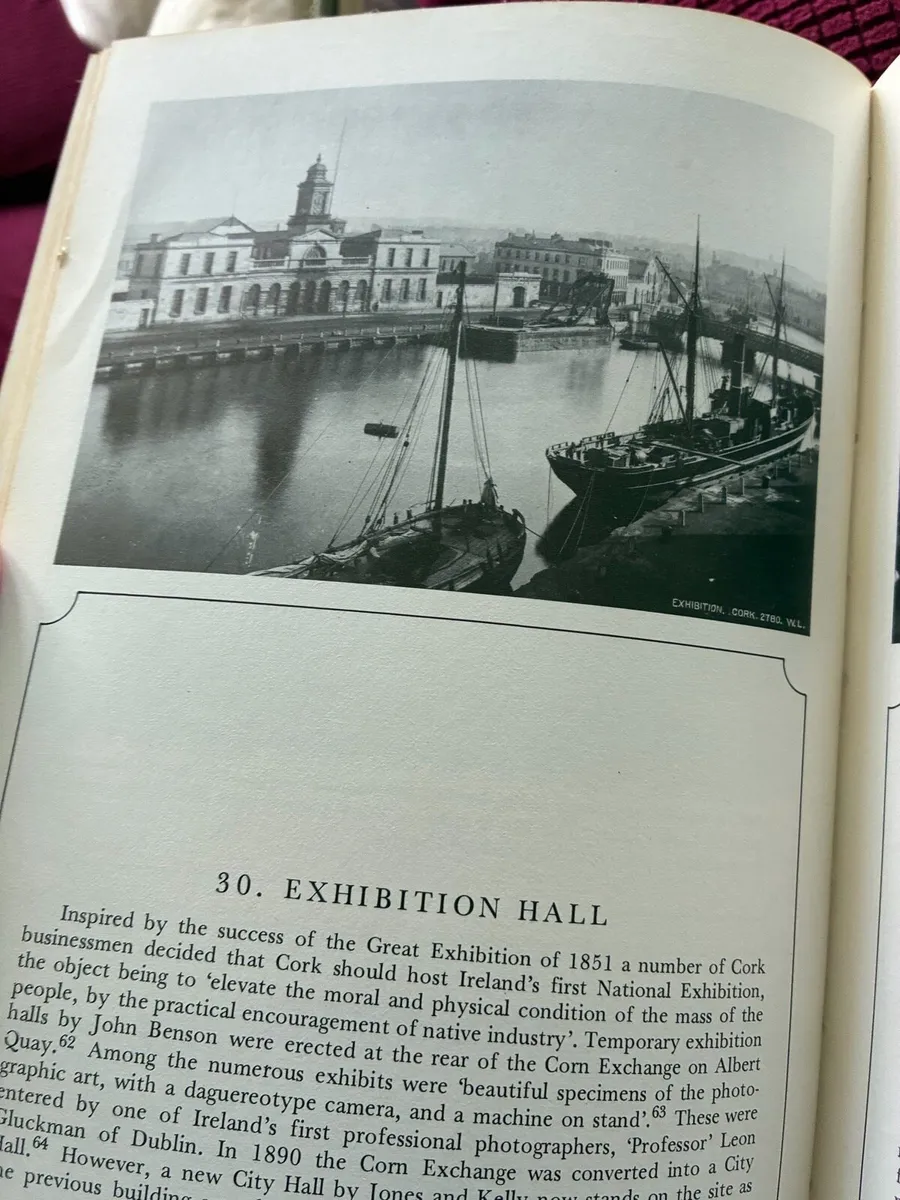 EXHIBITION. CORK. 2780. W.L.
30. EXHIBITION HALL
Inspired by the success of the Great Exhibition of 1851 a number of Cork
businessmen decided that Cork should host Ireland's first National Exhibition,
the object being to 'elevate the moral and physical condition of the mass of the
people, by the practical encouragement of native industry'. Temporary exhibition
halls by John Benson were erected at the rear of the Corn Exchange on Albert
Quay.62 Among the numerous exhibits were 'beautiful specimens of the photo-
graphic art, with a daguereotype camera, and a machine on stand'.63 These were
entered by one of Ireland's first professional photographers, 'Professor' Leon
Gluckman of Dublin. In 1890 the Corn Exchange was converted into a City
Hall.64 However, a new City Hall by Jones and Kelly now stands on the site as
the previous building